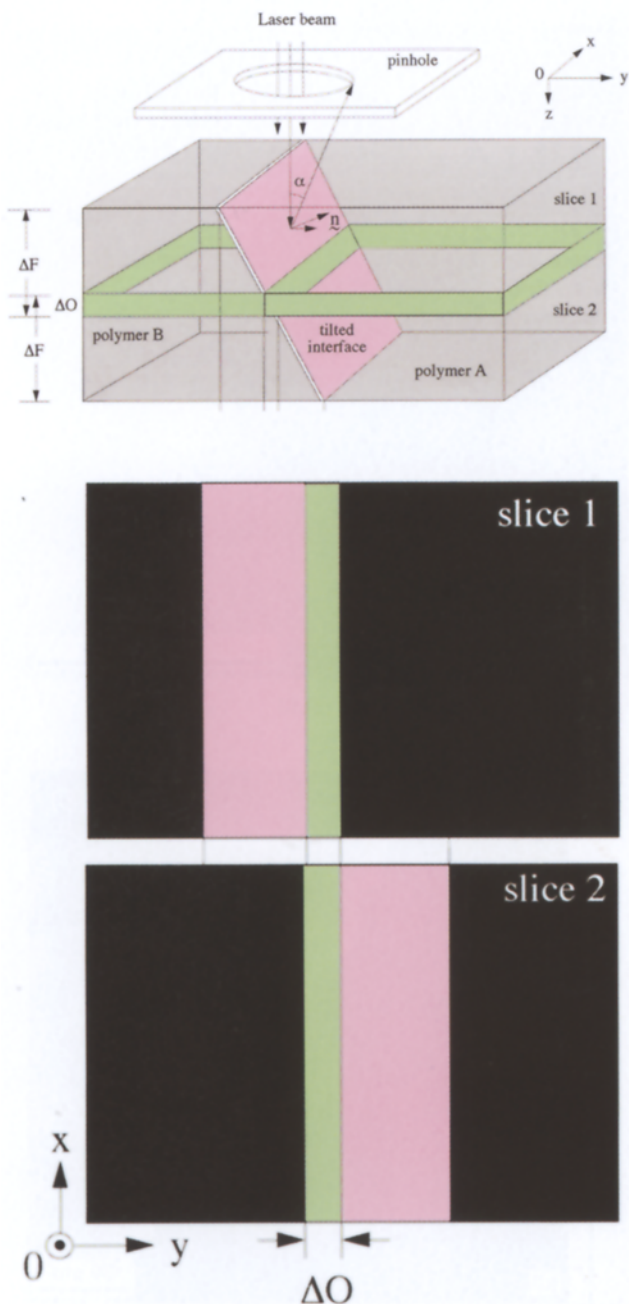 Laser beam
pinhole
x
0
y
z
α
slice 1
n
ΔF
ΔO
slice 2
ΔF
polymer B
tilted
interface
polymer A
slice 1
slice 2
x
0
y
ΔO